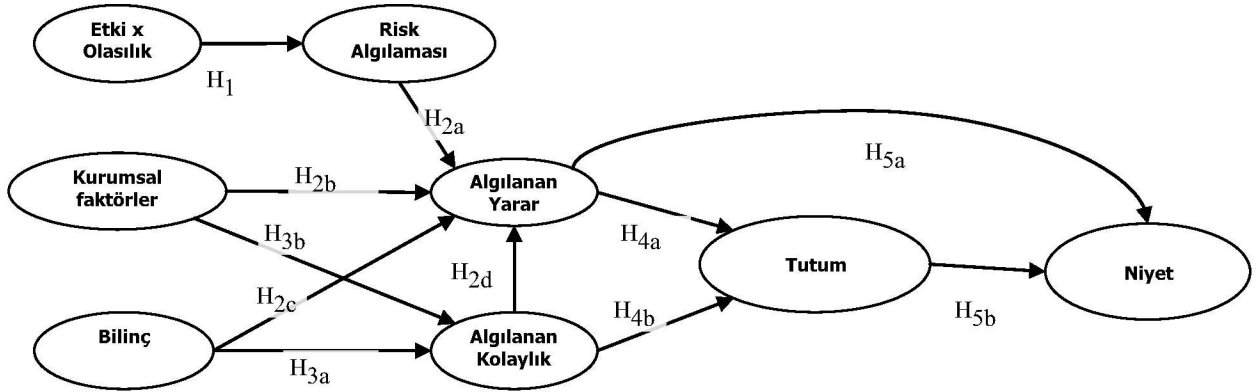 Etki x
Olasılık
Risk
Algılaması
H1
H2a
H5a
Kurumsal
faktörler
H2b
Algılanan
Yarar
H3b
H4a
Tutum
Niyet
H2c
H2d
H4b
H5b
Bilinç
H3a
Algılanan
Kolaylık